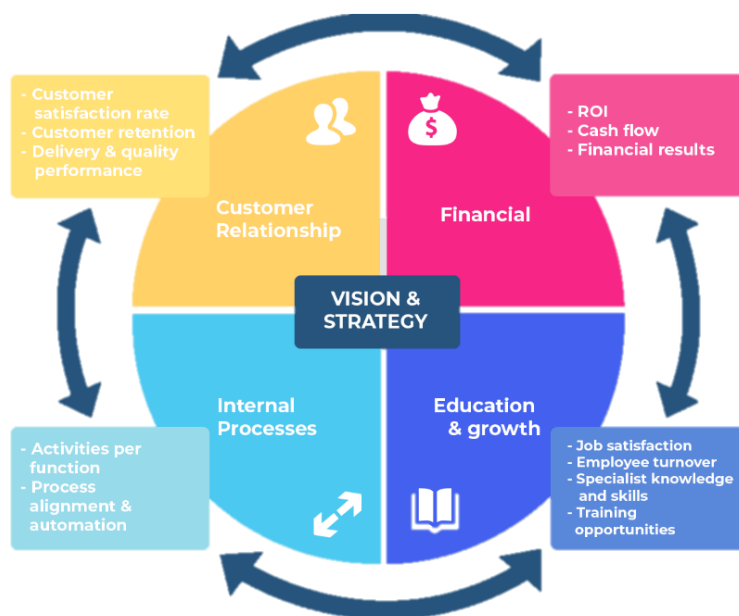 - Customer
satisfaction rate
- Customer retention
- Delivery & quality
performance
- ROI
- Cash flow
- Financial results
$
Customer
Relationship
Financial
VISION &
STRATEGY
Internal
Processes
Education
& growth
- Activities per
function
- Process
alignment &
automation
- Job satisfaction
- Employee turnover
- Specialist knowledge
and skills
- Training
opportunities